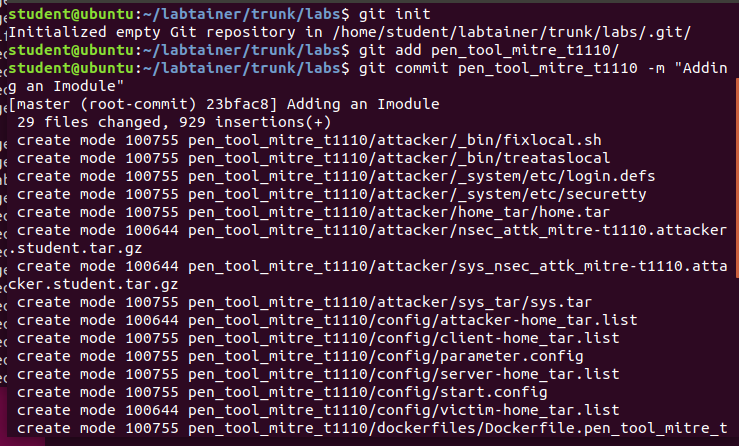 student@ubuntu:~/labtainer/trunk/labs$ git init
Initialized empty Git repository in /home/student/labtainer/trunk/labs/.git/
student@ubuntu:~/labtainer/trunk/labs$ git add pen_tool_mitre_t1110/
student@ubuntu:~/labtainer/trunk/labs$ git commit pen_tool_mitre_t1110 -m "Addin
g an Imodule"
[master (root-commit) 23bfac8] Adding an Imodule
 29 files changed, 929 insertions(+)
 create mode 100755 pen_tool_mitre_t1110/attacker/_bin/fixlocal.sh
 create mode 100755 pen_tool_mitre_t1110/attacker/_bin/treataslocal
 create mode 100755 pen_tool_mitre_t1110/attacker/_system/etc/login.defs
 create mode 100755 pen_tool_mitre_t1110/attacker/_system/etc/securetty
 create mode 100755 pen_tool_mitre_t1110/attacker/home_tar/home.tar
 create mode 100644 pen_tool_mitre_t1110/attacker/nsec_attk_mitre-t1110.attacker
.student.tar.gz
 create mode 100644 pen_tool_mitre_t1110/attacker/sys_nsec_attk_mitre-t1110.atta
cker.student.tar.gz
 create mode 100755 pen_tool_mitre_t1110/attacker/sys_tar/sys.tar
 create mode 100644 pen_tool_mitre_t1110/config/attacker-home_tar.list
 create mode 100755 pen_tool_mitre_t1110/config/client-home_tar.list
 create mode 100755 pen_tool_mitre_t1110/config/parameter.config
 create mode 100755 pen_tool_mitre_t1110/config/server-home_tar.list
 create mode 100755 pen_tool_mitre_t1110/config/start.config
 create mode 100644 pen_tool_mitre_t1110/config/victim-home_tar.list
 create mode 100755 pen_tool_mitre_t1110/dockerfiles/Dockerfile.pen_tool_mitre_t